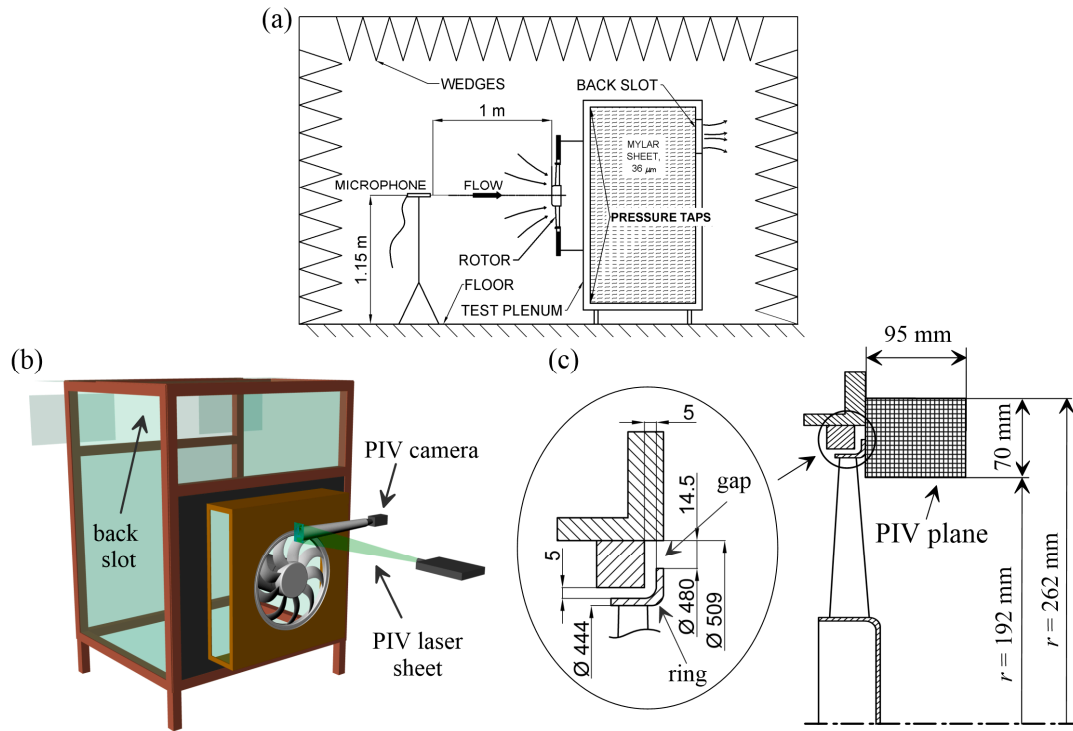 (a)
WEDGES
BACK SLOT
1 m
MYLAR
SHEET,
36 μm
MICROPHONE
FLOW
PRESSURE TAPS
1.15 m
ROTOR
FLOOR
TEST PLENUM
(b)
PIV camera
back
slot
PIV laser
sheet
(c)
95 mm
5
gap
14.5
5
70 mm
PIV plane
Ø 480
Ø 509
Ø 444
ring
r = 192 mm
r = 262 mm